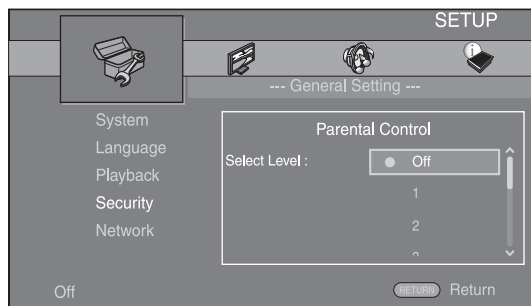 SETUP
--- General Setting ---
System
Language
Playback
Security
Network
Parental Control
Select Level :
Off
1
2
Off
RETURN Return